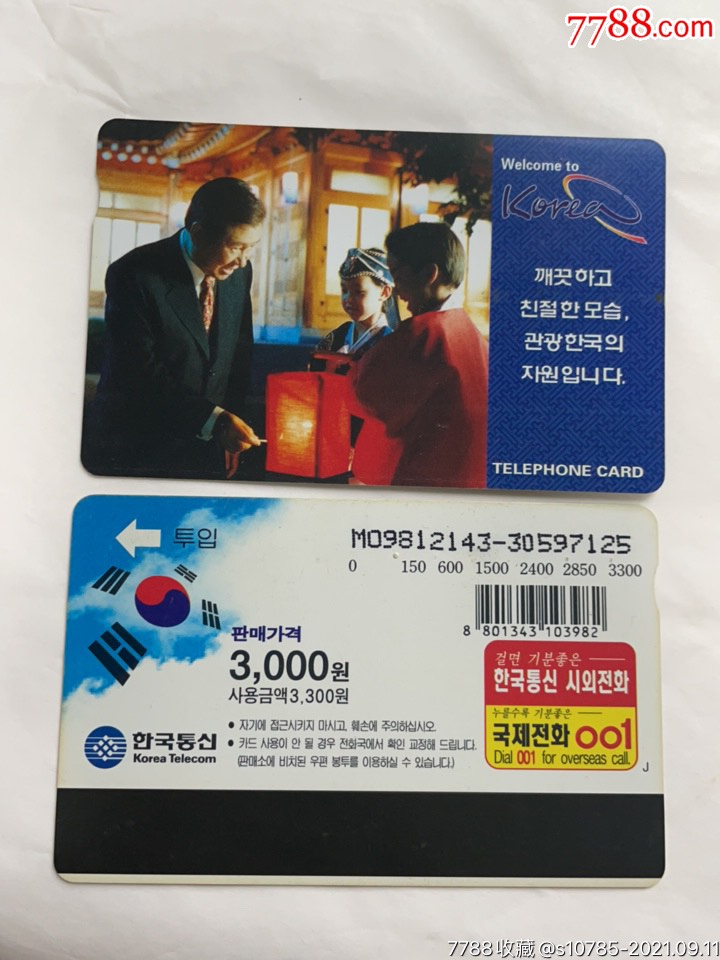 7788.com
Welcome to
Korea
깨끗하고
친절한 모습,
관광한국의
자원입니다.
TELEPHONE CARD
투입
M09812143-30597125
0 150 600 1500 2400 2850 3300
8 801343 103982
판매가격
3,000원
사용금액3,300원
걸면 기분좋은
한국통신 시외전화
누를수록 기분좋은
국제전화 001
Dial 001 for overseas call.
J
한국통신
Korea Telecom
• 자기에 접근시키지 마시고, 훼손에 주의하십시오.
• 카드 사용이 안 될 경우 전화국에서 확인 교정해 드립니다.
(판매소에 비치된 우편 봉투를 이용하실 수 있습니다.)
7788收藏@s10785-2021.09.11